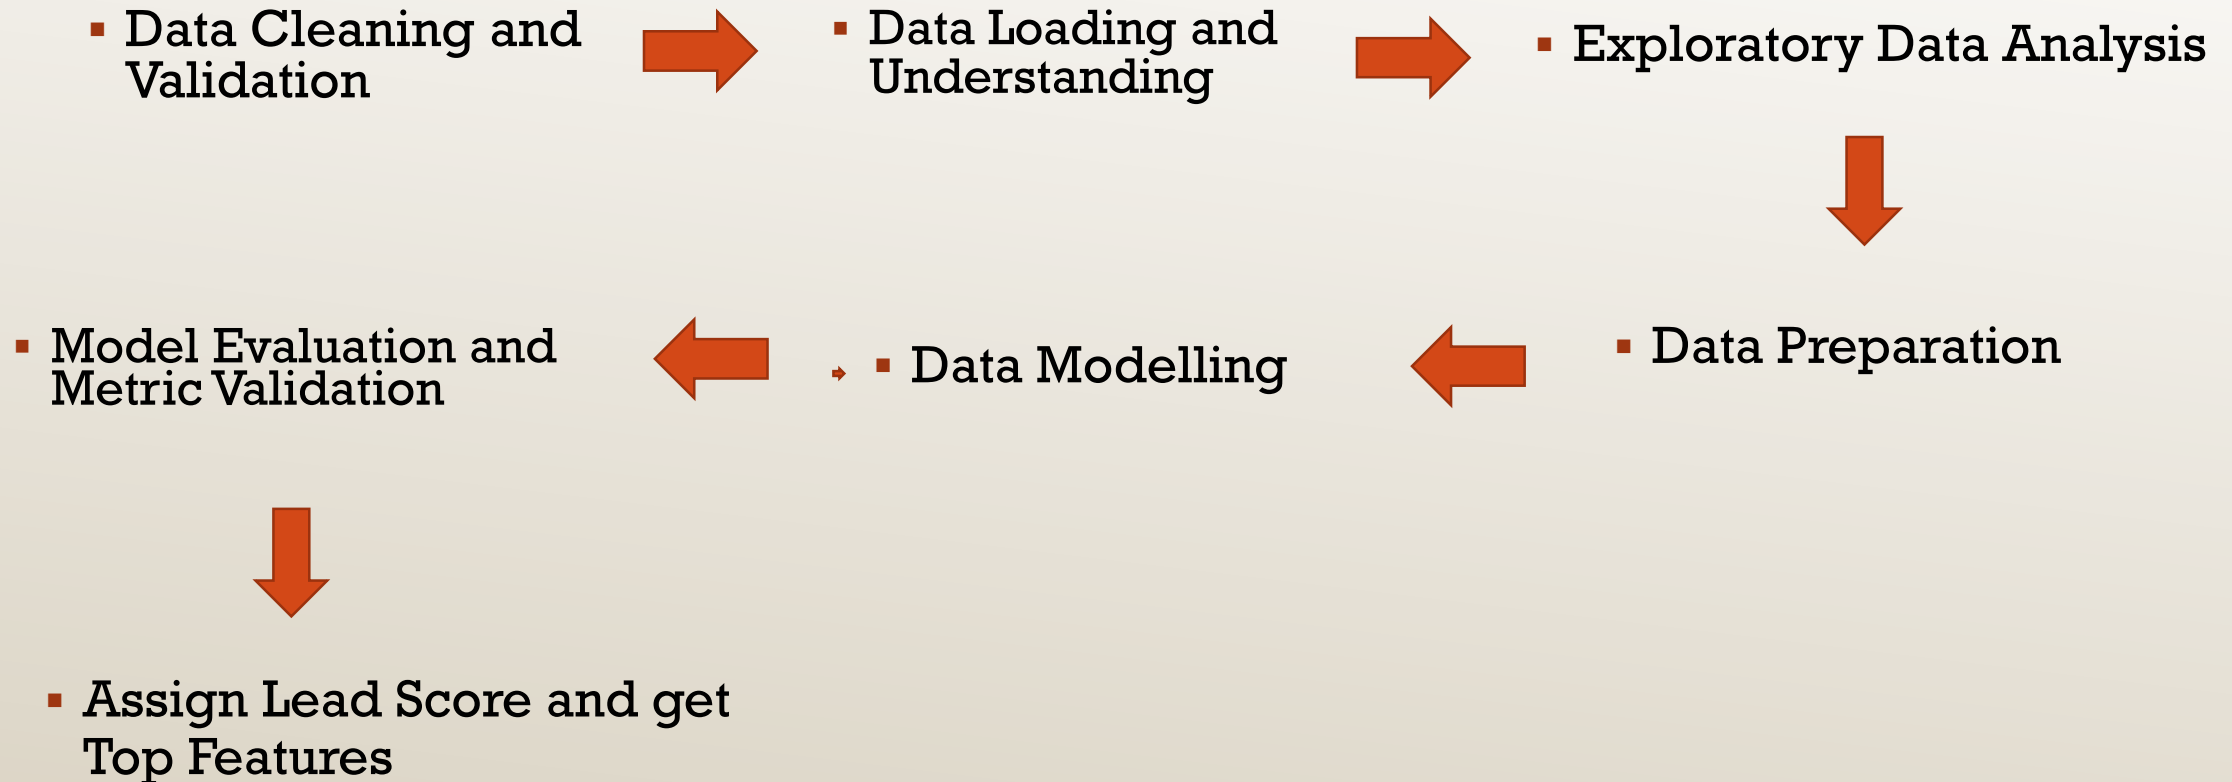 Data Cleaning and
Validation
Data Loading and
Understanding
Exploratory Data Analysis
Model Evaluation and
Metric Validation
Data Modelling
Data Preparation
Assign Lead Score and get
Top Features